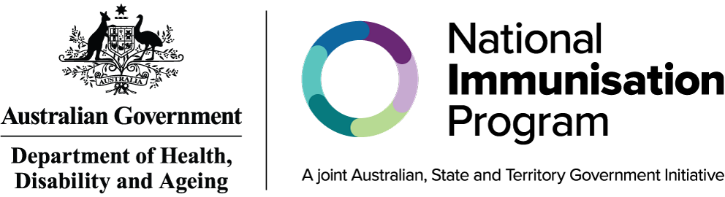 AUSTRALIA
Australian Government
Department of Health,
Disability and Ageing
National
Immunisation
Program
A joint Australian, State and Territory Government Initiative